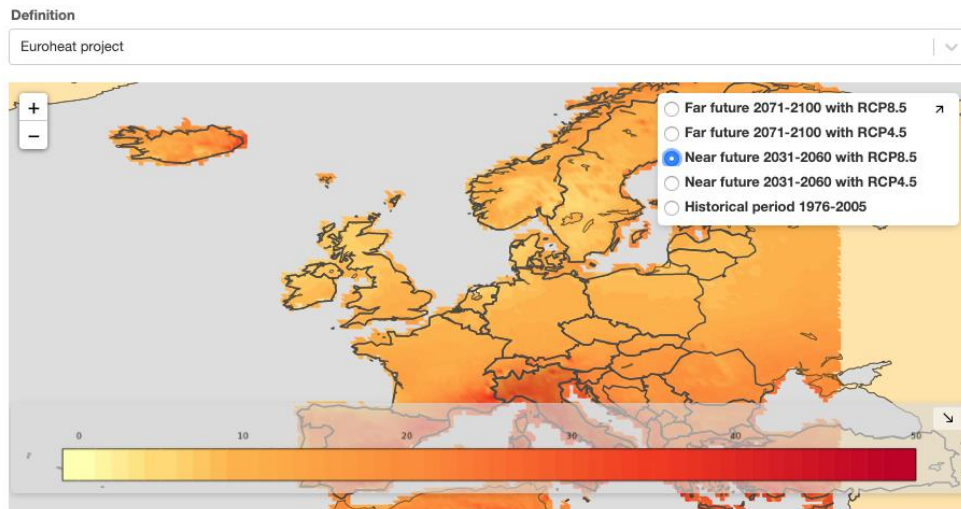 Definition
Euroheat project
+
−
Far future 2071-2100 with RCP8.5
Far future 2071-2100 with RCP4.5
Near future 2031-2060 with RCP8.5
Near future 2031-2060 with RCP4.5
Historical period 1976-2005
0 10 20 30 40 50